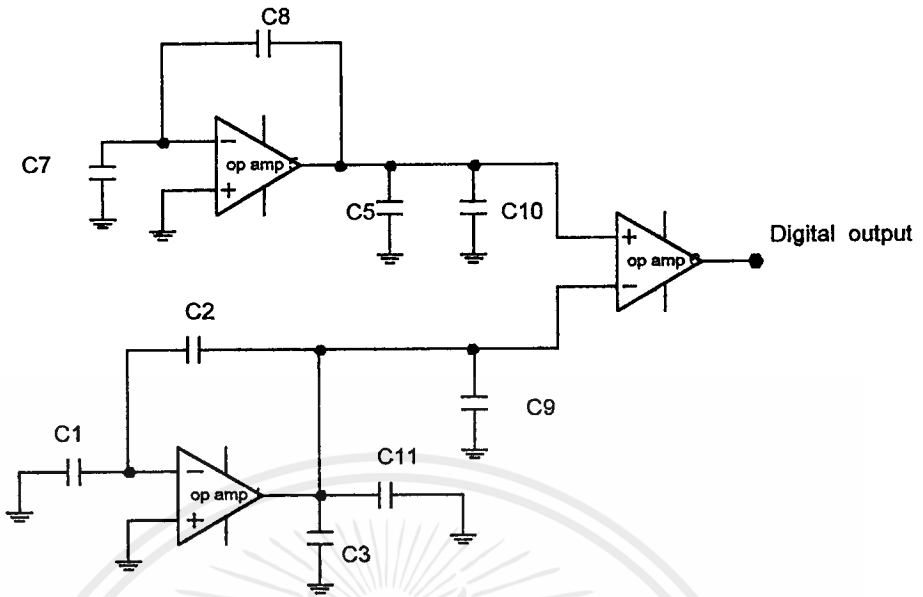 C8
C7
−
op amp
+
C5
C10
+
op amp
−
Digital output
C2
C9
C1
C11
−
op amp
+
C3